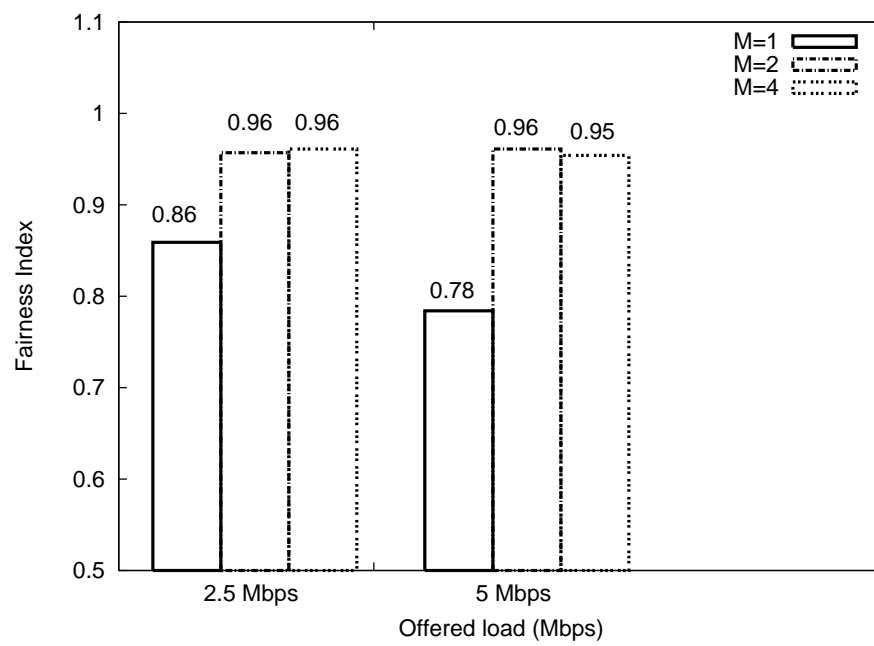 1.1
M=1
M=2
M=4
1
0.96 0.96 0.96 0.95
0.9
0.86
0.8
0.78
0.7
0.6
0.5
Fairness Index
2.5 Mbps 5 Mbps
Offered load (Mbps)